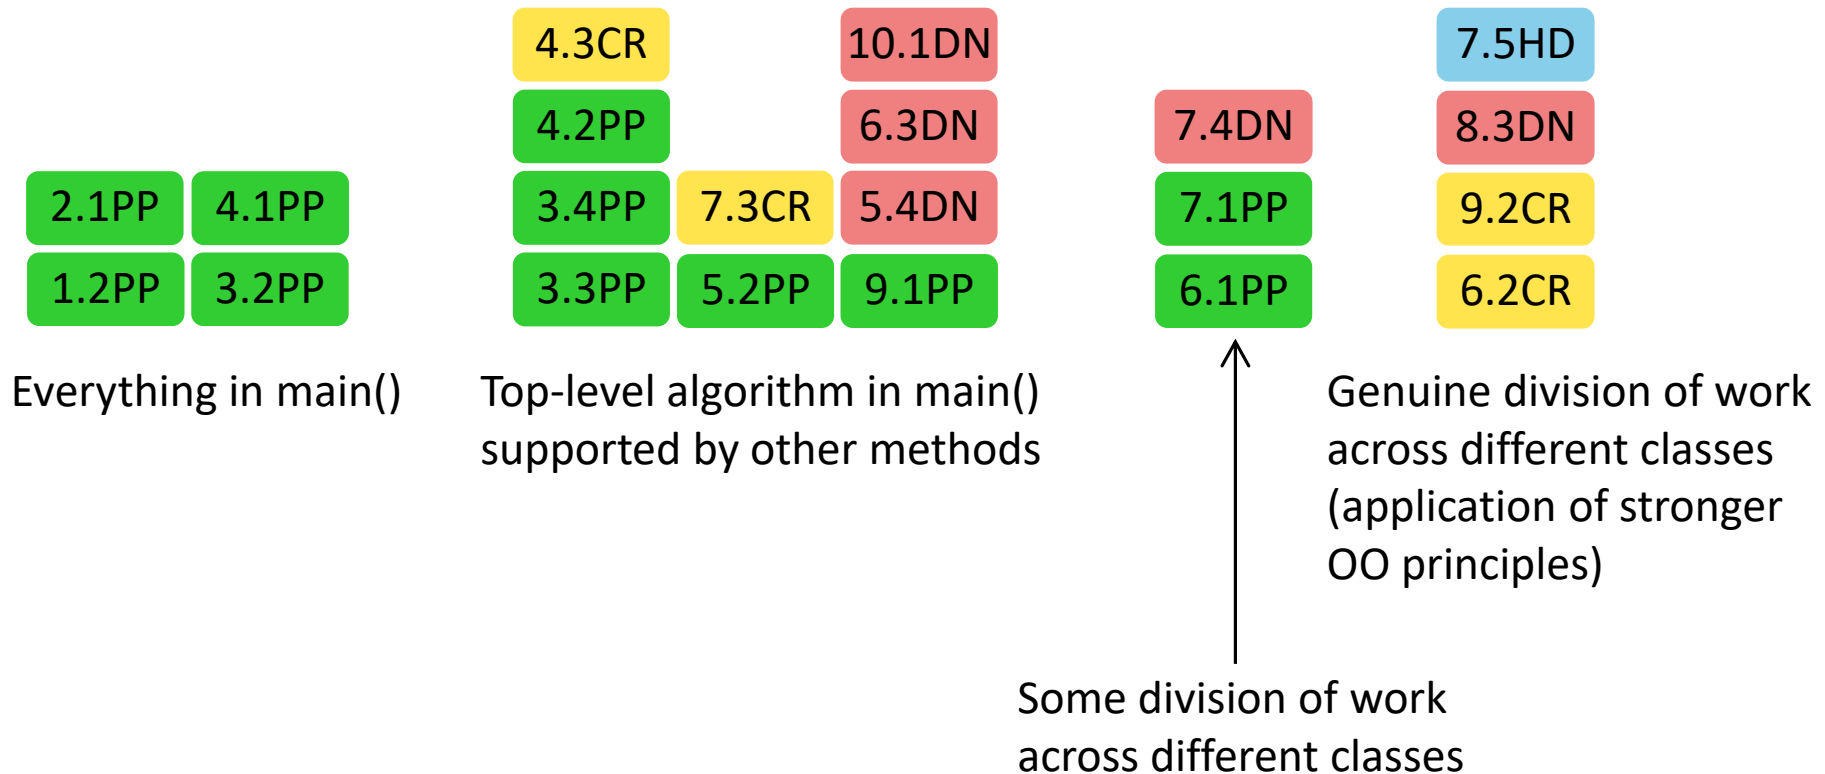 4.3CR
10.1DN
7.5HD
4.2PP
6.3DN
7.4DN
8.3DN
2.1PP
4.1PP
3.4PP
7.3CR
5.4DN
7.1PP
9.2CR
1.2PP
3.2PP
3.3PP
5.2PP
9.1PP
6.1PP
6.2CR
Everything in main()
Top-level algorithm in main()
supported by other methods
Genuine division of work
across different classes
(application of stronger
OO principles)
Some division of work
across different classes